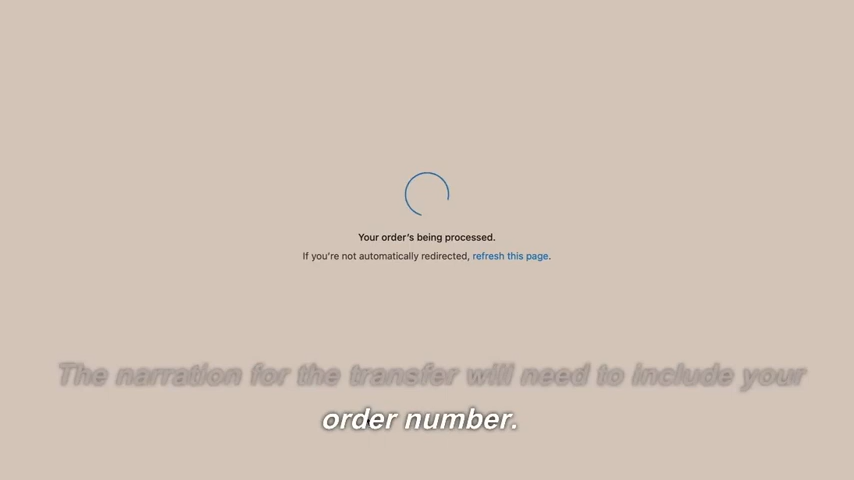 Your order's being processed.
If you're not automatically redirected, refresh this page.
The narration for the transfer will need to include your
order number.